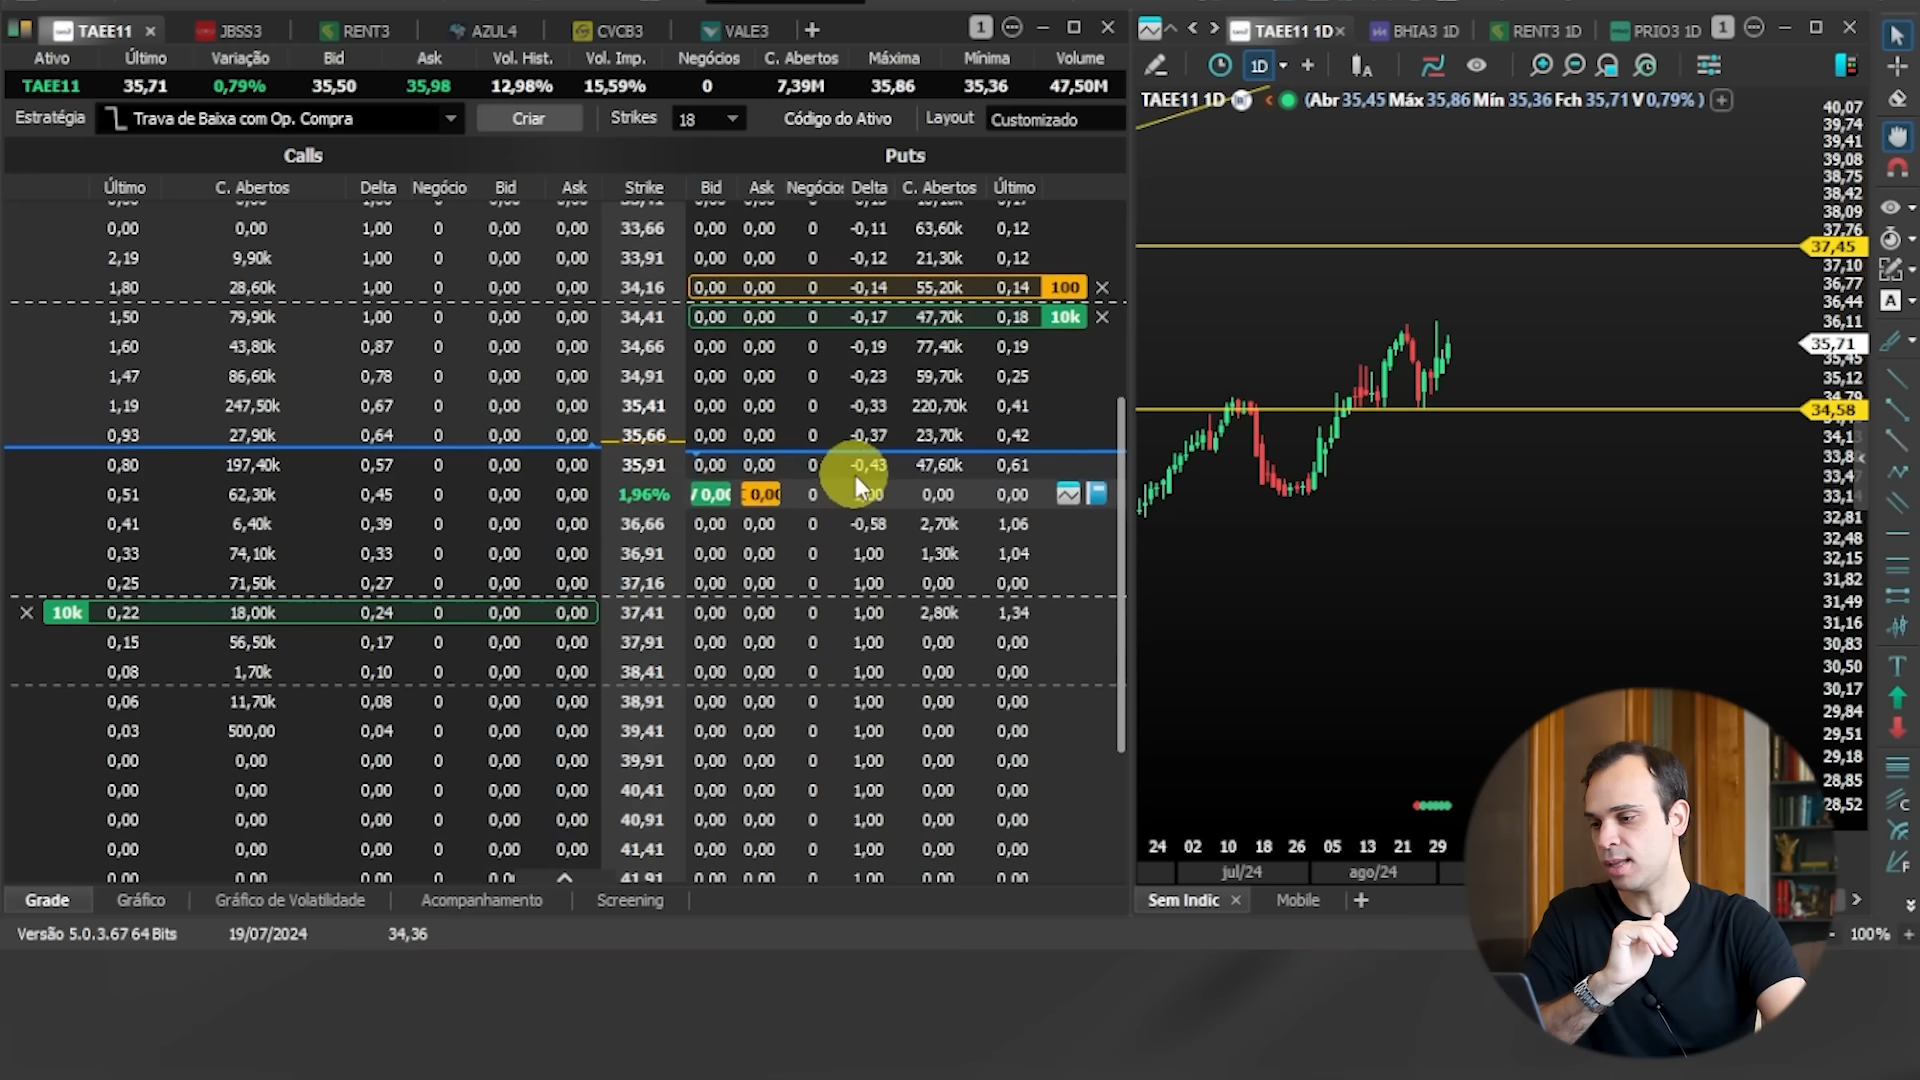 TAEE11 JBSS3 RENT3 AZUL4 CVCB3 VALE3 + 1
Ativo Último Variação Bid Ask Vol. Hist. Vol. Imp. Negócios C. Abertos Máxima Mínima Volume
TAEE11 35,71 0,79% 35,50 35,98 12,98% 15,59% 0 7,39M 35,86 35,36 47,50M
Estratégia Trava de Baixa com Op. Compra Criar Strikes 18 Código do Ativo Layout Customizado
Calls Puts
Último C. Abertos Delta Negócio Bid Ask Strike Bid Ask Negócios Delta C. Abertos Último
0,00 0,00 1,00 0 0,00 0,00 33,66 0,00 0,00 0 -0,11 63,60k 0,12
2,19 9,90k 1,00 0 0,00 0,00 33,91 0,00 0,00 0 -0,12 21,30k 0,12
1,80 28,60k 1,00 0 0,00 0,00 34,16 0,00 0,00 0 -0,14 55,20k 0,14 100
1,50 79,90k 1,00 0 0,00 0,00 34,41 0,00 0,00 0 -0,17 47,70k 0,18 10k
1,60 43,80k 0,87 0 0,00 0,00 34,66 0,00 0,00 0 -0,19 77,40k 0,19
1,47 86,60k 0,78 0 0,00 0,00 34,91 0,00 0,00 0 -0,23 59,70k 0,25
1,19 247,50k 0,67 0 0,00 0,00 35,41 0,00 0,00 0 -0,33 220,70k 0,41
0,93 27,90k 0,64 0 0,00 0,00 35,66 0,00 0,00 0 -0,37 23,70k 0,42
0,80 197,40k 0,57 0 0,00 0,00 35,91 0,00 0,00 0 -0,43 47,60k 0,61
0,51 62,30k 0,45 0 0,00 0,00 1,96% V 0,00 C 0,00 0 0,00 0,00
0,41 6,40k 0,39 0 0,00 0,00 36,66 0,00 0,00 0 -0,58 2,70k 1,06
0,33 74,10k 0,33 0 0,00 0,00 36,91 0,00 0,00 0 1,00 1,30k 1,04
0,25 71,50k 0,27 0 0,00 0,00 37,16 0,00 0,00 0 1,00 0,00 0,00
10k 0,22 18,00k 0,24 0 0,00 0,00 37,41 0,00 0,00 0 1,00 2,80k 1,34
0,15 56,50k 0,17 0 0,00 0,00 37,91 0,00 0,00 0 1,00 0,00 0,00
0,08 1,70k 0,10 0 0,00 0,00 38,41 0,00 0,00 0 1,00 0,00 0,00
0,06 11,70k 0,08 0 0,00 0,00 38,91 0,00 0,00 0 1,00 0,00 0,00
0,03 500,00 0,04 0 0,00 0,00 39,41 0,00 0,00 0 1,00 0,00 0,00
0,00 0,00 0,00 0 0,00 0,00 39,91 0,00 0,00 0 1,00 0,00 0,00
0,00 0,00 0,00 0 0,00 0,00 40,41 0,00 0,00 0 1,00 0,00 0,00
0,00 0,00 0,00 0 0,00 0,00 40,91 0,00 0,00 0 1,00 0,00 0,00
0,00 0,00 0,00 0 0,00 0,00 41,41 0,00 0,00 0 1,00 0,00 0,00
0,00 0,00 0,00 0 0,00 41,91 0,00 0,00 0 1,00 0,00 0,00
Grade Gráfico Gráfico de Volatilidade Acompanhamento Screening
Versão 5.0.3.67 64 Bits 19/07/2024 34,36
TAEE11 1D BHIA3 1D RENT3 1D PRIO3 1D 1
1D
TAEE11 1D (Abr 35,45 Máx 35,86 Mín 35,36 Fch 35,71 V 0,79% )
40,07
39,74
39,41
39,08
38,75
38,42
38,09
37,76
37,45
37,10
36,77
36,44
36,11
35,71
35,45
35,12
34,79
34,58
32,81
32,48
32,15
31,82
31,49
31,16
30,83
30,50
30,17
29,84
29,51
29,18
28,85
28,52
24 02 10 18 26 05 13 21 29
jul/24 ago/24
Sem Indic Mobile +
100%
A
T
C
F